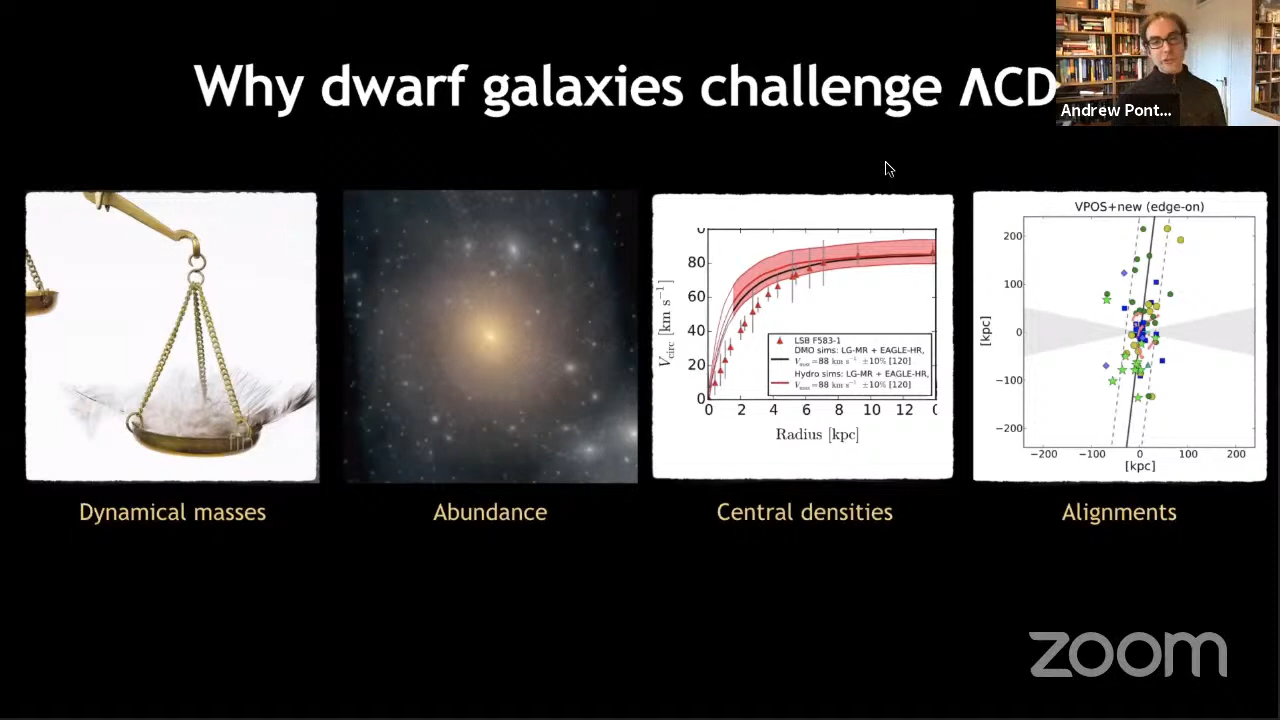 Why dwarf galaxies challenge ΛCD
Andrew Pont...
80
60
40
20
0
V_circ [km s⁻¹]
LSB F583-1
DMO sims: LG-MR + EAGLE-HR,
V_max=88 km s⁻¹ ±10% [120]
Hydro sims: LG-MR + EAGLE-HR,
V_max=88 km s⁻¹ ±10% [120]
0 2 4 6 8 10 12
Radius [kpc]
VPOS+new (edge-on)
200
100
0
−100
−200
[kpc]
−200 −100 0 100 200
[kpc]
Dynamical masses
Abundance
Central densities
Alignments
zoom